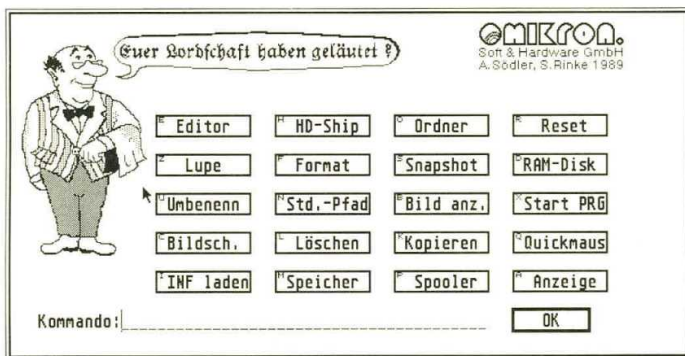 Euer Lordschaft haben geläutet ?
OMIKRON.
Soft & Hardware GmbH
A.Södler, S.Rinke 1989
E Editor H HD-Ship O Ordner R Reset
Z Lupe F Format S Snapshot D RAM-Disk
U Umbenenn N Std.-Pfad B Bild anz. X Start PRG
C Bildsch. L Löschen K Kopieren Q Quickmaus
I INF laden M Speicher P Spooler A Anzeige
Kommando: OK